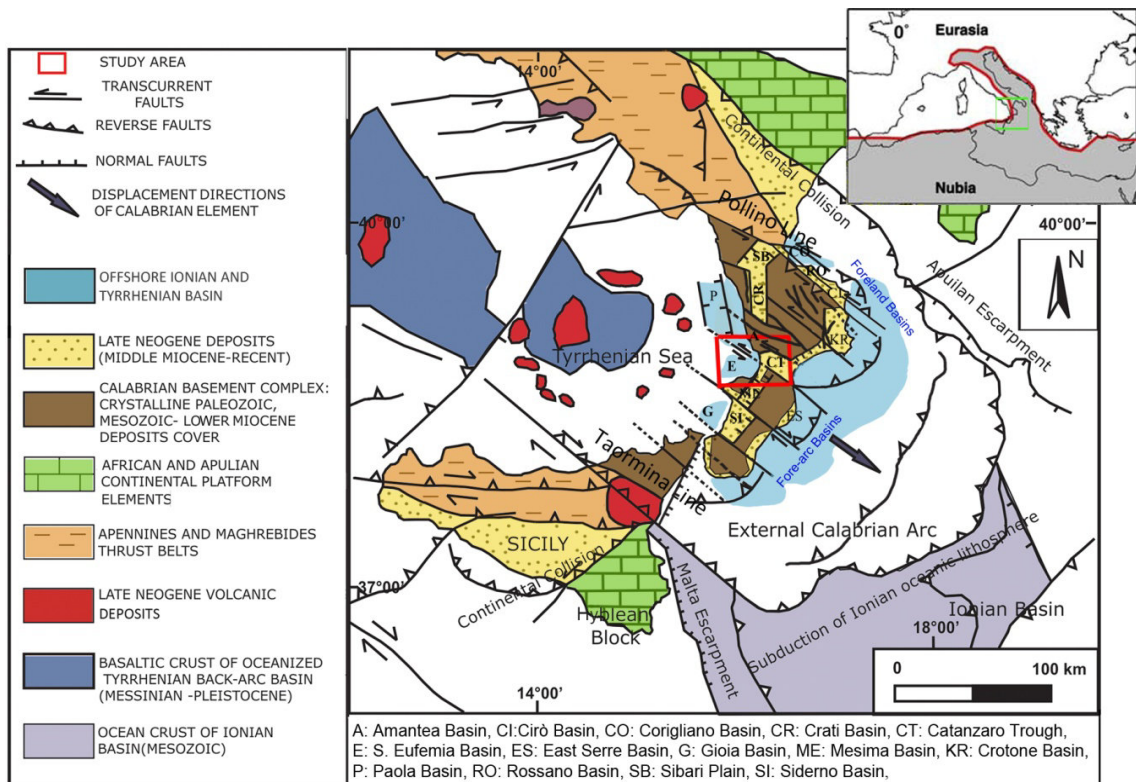 STUDY AREA
TRANSCURRENT
FAULTS
REVERSE FAULTS
NORMAL FAULTS
DISPLACEMENT DIRECTIONS
OF CALABRIAN ELEMENT
OFFSHORE IONIAN AND
TYRRHENIAN BASIN
LATE NEOGENE DEPOSITS
(MIDDLE MIOCENE-RECENT)
CALABRIAN BASEMENT COMPLEX:
CRYSTALLINE PALEOZOIC,
MESOZOIC- LOWER MIOCENE
DEPOSITS COVER
AFRICAN AND APULIAN
CONTINENTAL PLATFORM
ELEMENTS
APENNINES AND MAGHREBIDES
THRUST BELTS
LATE NEOGENE VOLCANIC
DEPOSITS
BASALTIC CRUST OF OCEANIZED
TYRRHENIAN BACK-ARC BASIN
(MESSINIAN -PLEISTOCENE)
OCEAN CRUST OF IONIAN
BASIN(MESOZOIC)
0°
Eurasia
Nubia
14°00'
Continental Collision
40°00'
40°00'
Pollino Line
N
Apuilan Escarpment
Foreland Basins
SB
CO
RO
CR
CI
P
KR
Tyrrhenian Sea
E
CT
G
SI
ES
Fore-arc Basins
Taormina Line
External Calabrian Arc
SICILY
37°00'
Continental Collision
Hyblean
Block
Malta Escarpment
Subduction of Ionian oceanic lithosphere
Ionian Basin
18°00'
14°00'
0 100 km
A: Amantea Basin, CI:Cirò Basin, CO: Corigliano Basin, CR: Crati Basin, CT: Catanzaro Trough,
E: S. Eufemia Basin, ES: East Serre Basin, G: Gioia Basin, ME: Mesima Basin, KR: Crotone Basin,
P: Paola Basin, RO: Rossano Basin, SB: Sibari Plain, SI: Siderno Basin,